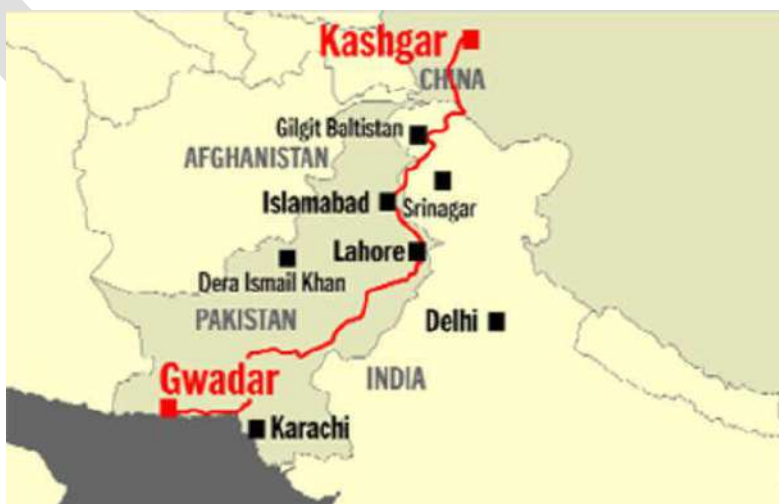 Kashgar
CHINA
Gilgit Baltistan
AFGHANISTAN
Islamabad
Srinagar
Lahore
Dera Ismail Khan
PAKISTAN
Delhi
Gwadar
INDIA
Karachi